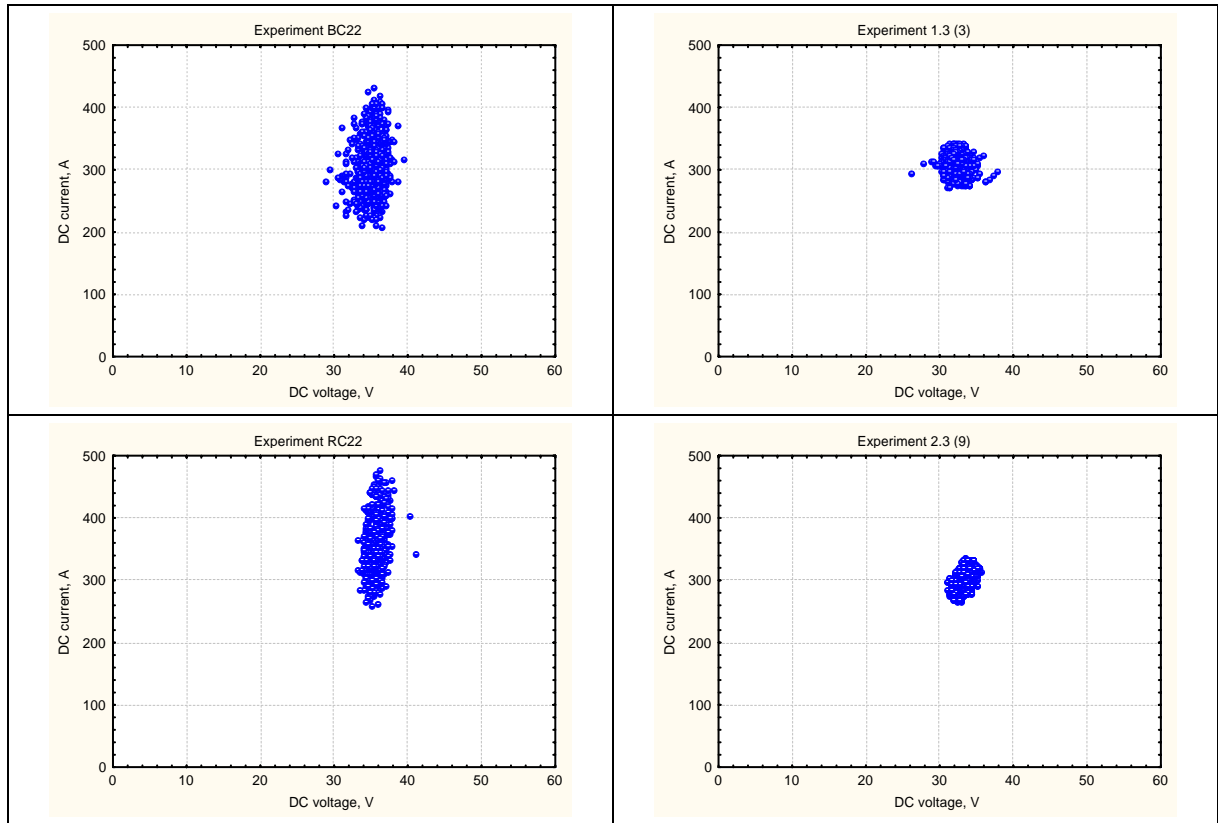 Experiment BC22
500
400
300
200
100
0
DC current, A
0 10 20 30 40 50 60
DC voltage, V
Experiment 1.3 (3)
500
400
300
200
100
0
DC current, A
0 10 20 30 40 50 60
DC voltage, V
Experiment RC22
500
400
300
200
100
0
DC current, A
0 10 20 30 40 50 60
DC voltage, V
Experiment 2.3 (9)
500
400
300
200
100
0
DC current, A
0 10 20 30 40 50 60
DC voltage, V